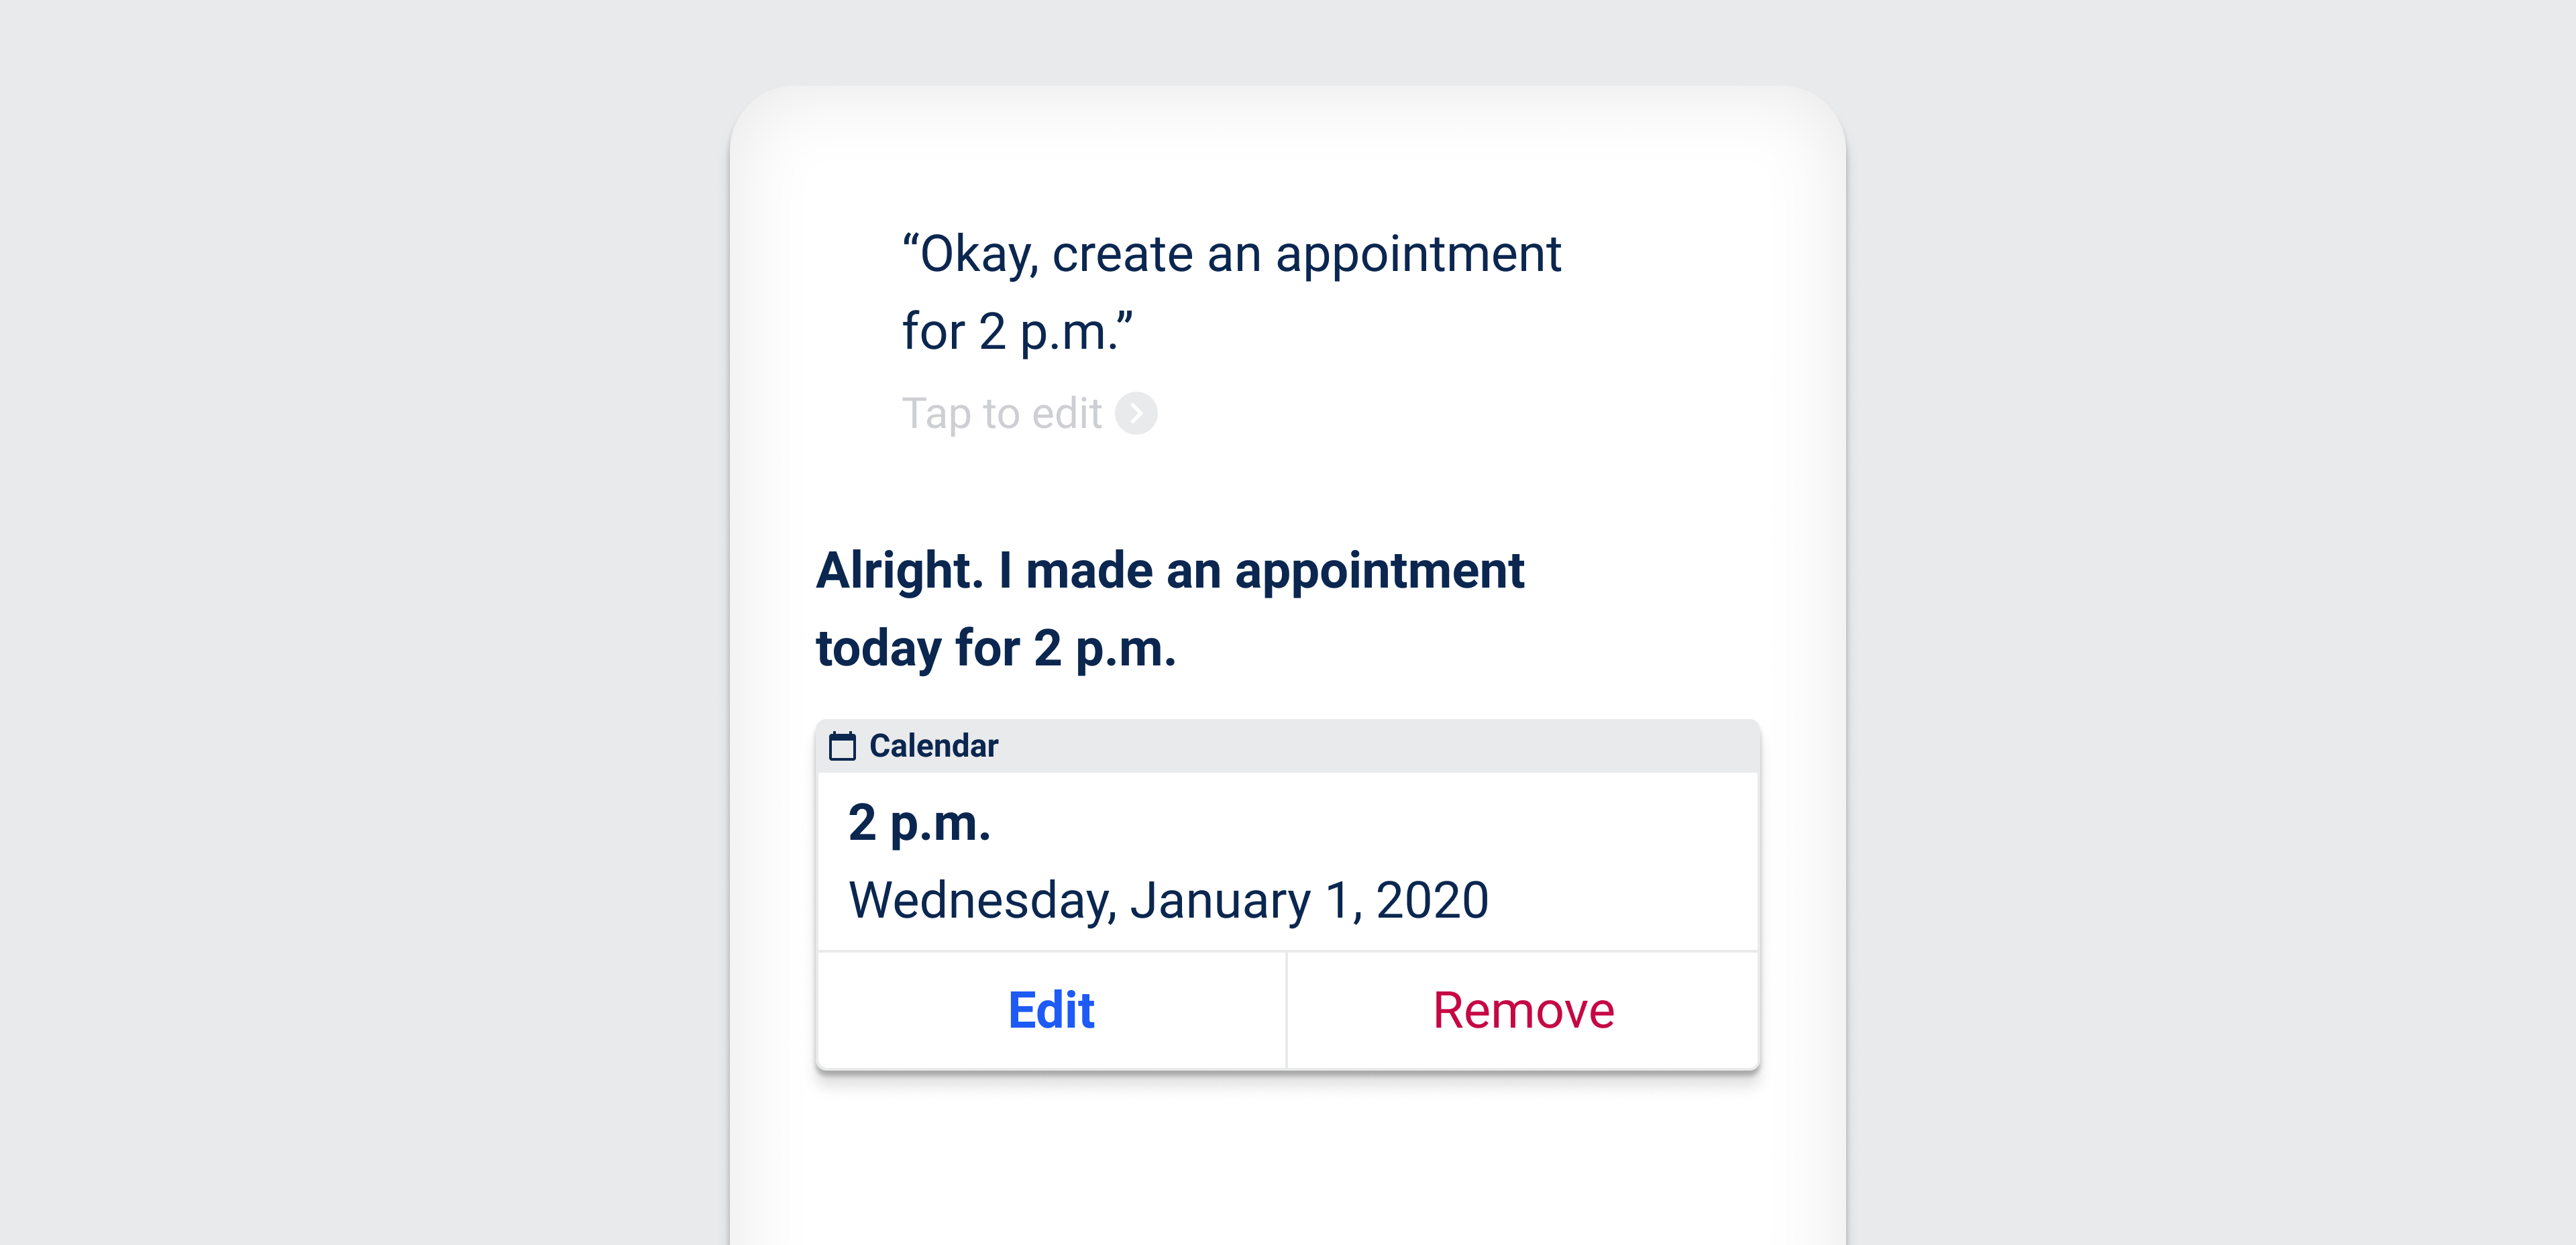 “Okay, create an appointment
for 2 p.m.”
Tap to edit
Alright. I made an appointment
today for 2 p.m.
Calendar
2 p.m.
Wednesday, January 1, 2020
Edit Remove